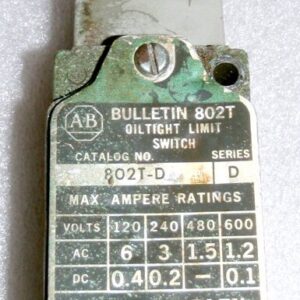 AB
BULLETIN 802T
OILTIGHT LIMIT
SWITCH
CATALOG NO. SERIES
802T-D D
MAX. AMPERE RATINGS
VOLTS 120 240 480 600
AC 6 3 1.5 1.2
DC 0.4 0.2 – 0.1